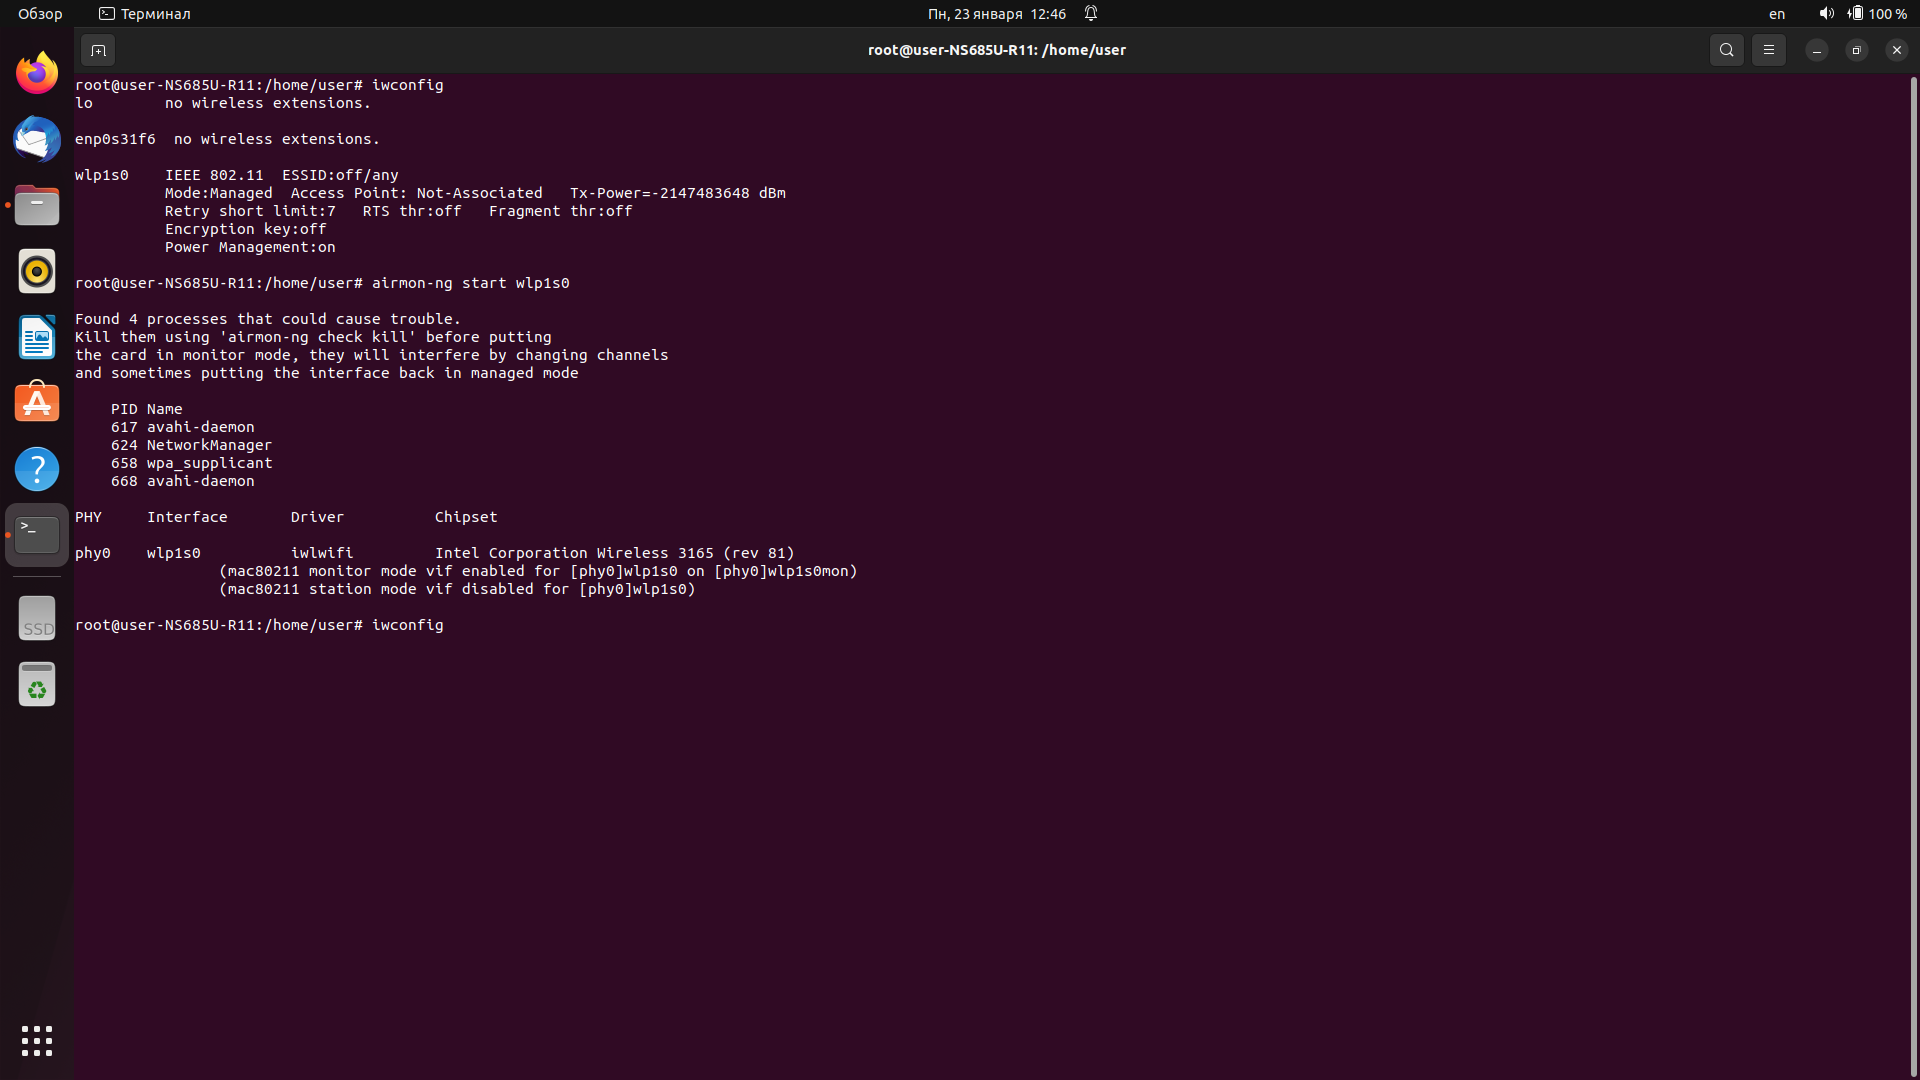 Обзор
Терминал
Пн, 23 января 12:46
en
100 %
root@user-NS685U-R11: /home/user
root@user-NS685U-R11:/home/user# iwconfig
lo        no wireless extensions.
enp0s31f6  no wireless extensions.
wlp1s0    IEEE 802.11  ESSID:off/any
Mode:Managed  Access Point: Not-Associated   Tx-Power=-2147483648 dBm
Retry short limit:7   RTS thr:off   Fragment thr:off
Encryption key:off
Power Management:on
root@user-NS685U-R11:/home/user# airmon-ng start wlp1s0
Found 4 processes that could cause trouble.
Kill them using 'airmon-ng check kill' before putting
the card in monitor mode, they will interfere by changing channels
and sometimes putting the interface back in managed mode
PID Name
617 avahi-daemon
624 NetworkManager
658 wpa_supplicant
668 avahi-daemon
PHY     Interface       Driver          Chipset
phy0    wlp1s0          iwlwifi         Intel Corporation Wireless 3165 (rev 81)
(mac80211 monitor mode vif enabled for [phy0]wlp1s0 on [phy0]wlp1s0mon)
(mac80211 station mode vif disabled for [phy0]wlp1s0)
root@user-NS685U-R11:/home/user# iwconfig
SSD